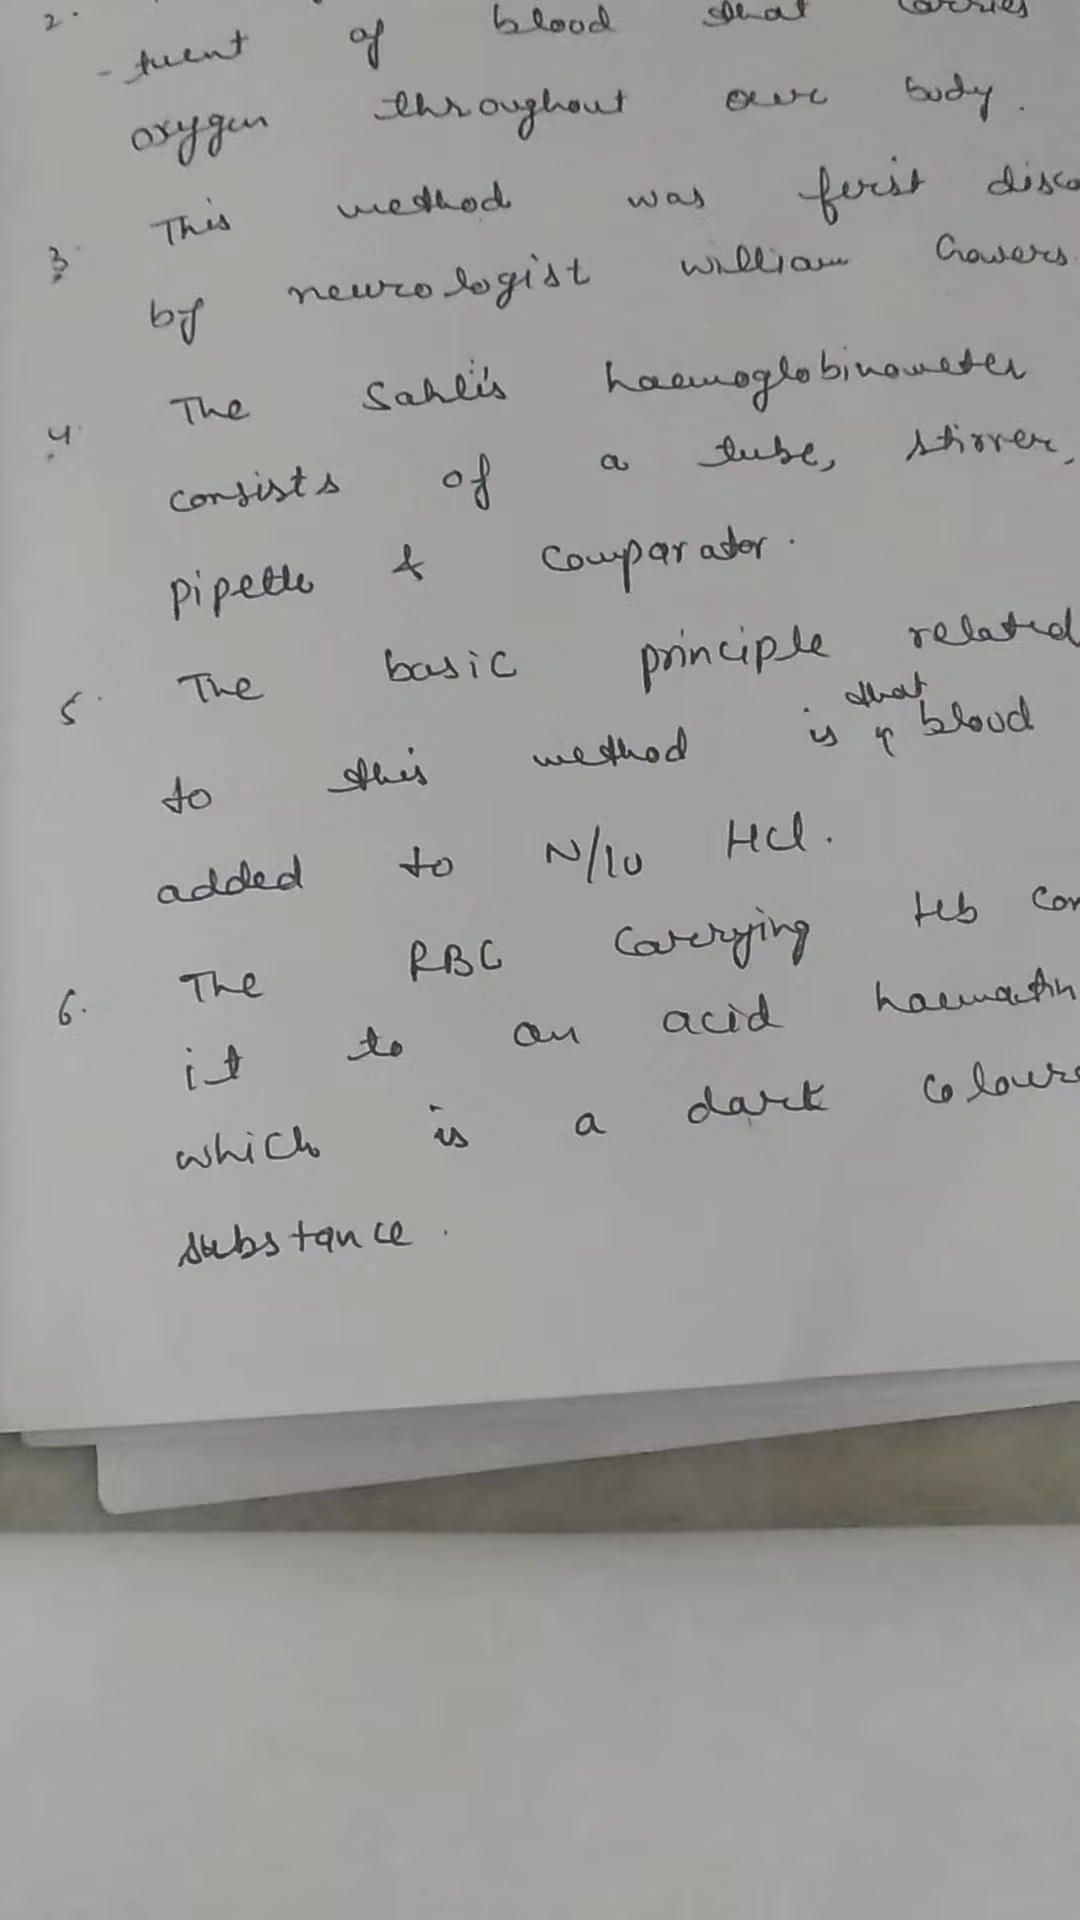 2.
-tuent of blood that carries
oxygen throughout our body.
3. This method was first disco
by neurologist william Gowers.
4. The Sahli's haemoglobinometer
consists of a tube, stirrer,
pipette & comparator.
5. The basic principle related
that
to this method is blood
added to N/10 HCl.
6. The RBC carrying Hb con
it to an acid haematin
which is a dark coloure
substance.